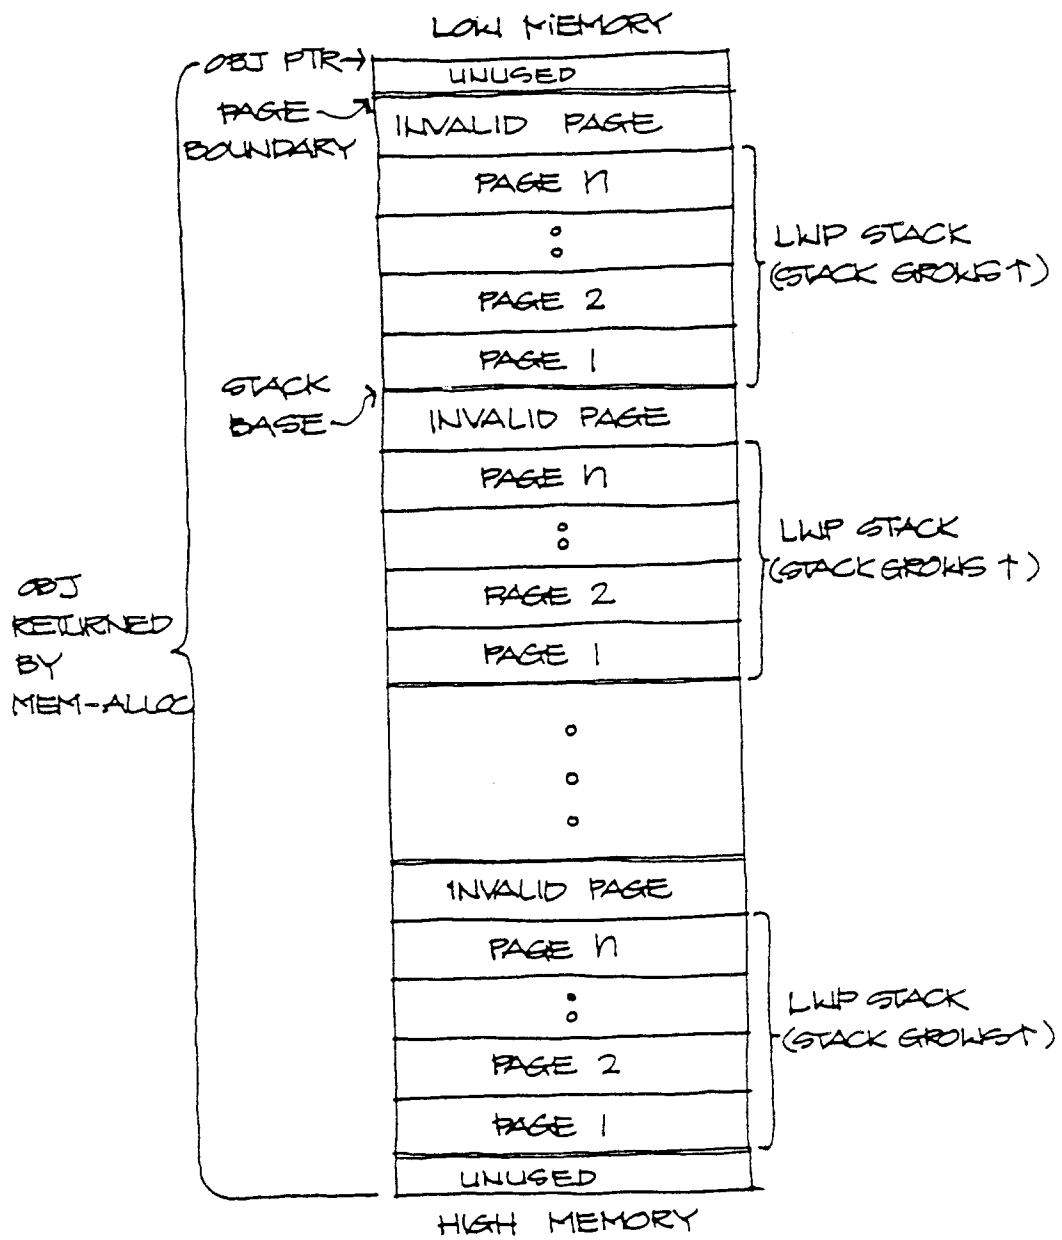 LOW MEMORY
OBJ PTR→
UNUSED
PAGE
BOUNDARY
INVALID PAGE
PAGE n
LWP STACK
(STACK GROWS ↑)
PAGE 2
PAGE 1
STACK
BASE
INVALID PAGE
PAGE n
LWP STACK
(STACK GROWS ↑)
PAGE 2
PAGE 1
OBJ
RETURNED
BY
MEM-ALLOC
INVALID PAGE
PAGE n
LWP STACK
(STACK GROWS ↑)
PAGE 2
PAGE 1
UNUSED
HIGH MEMORY